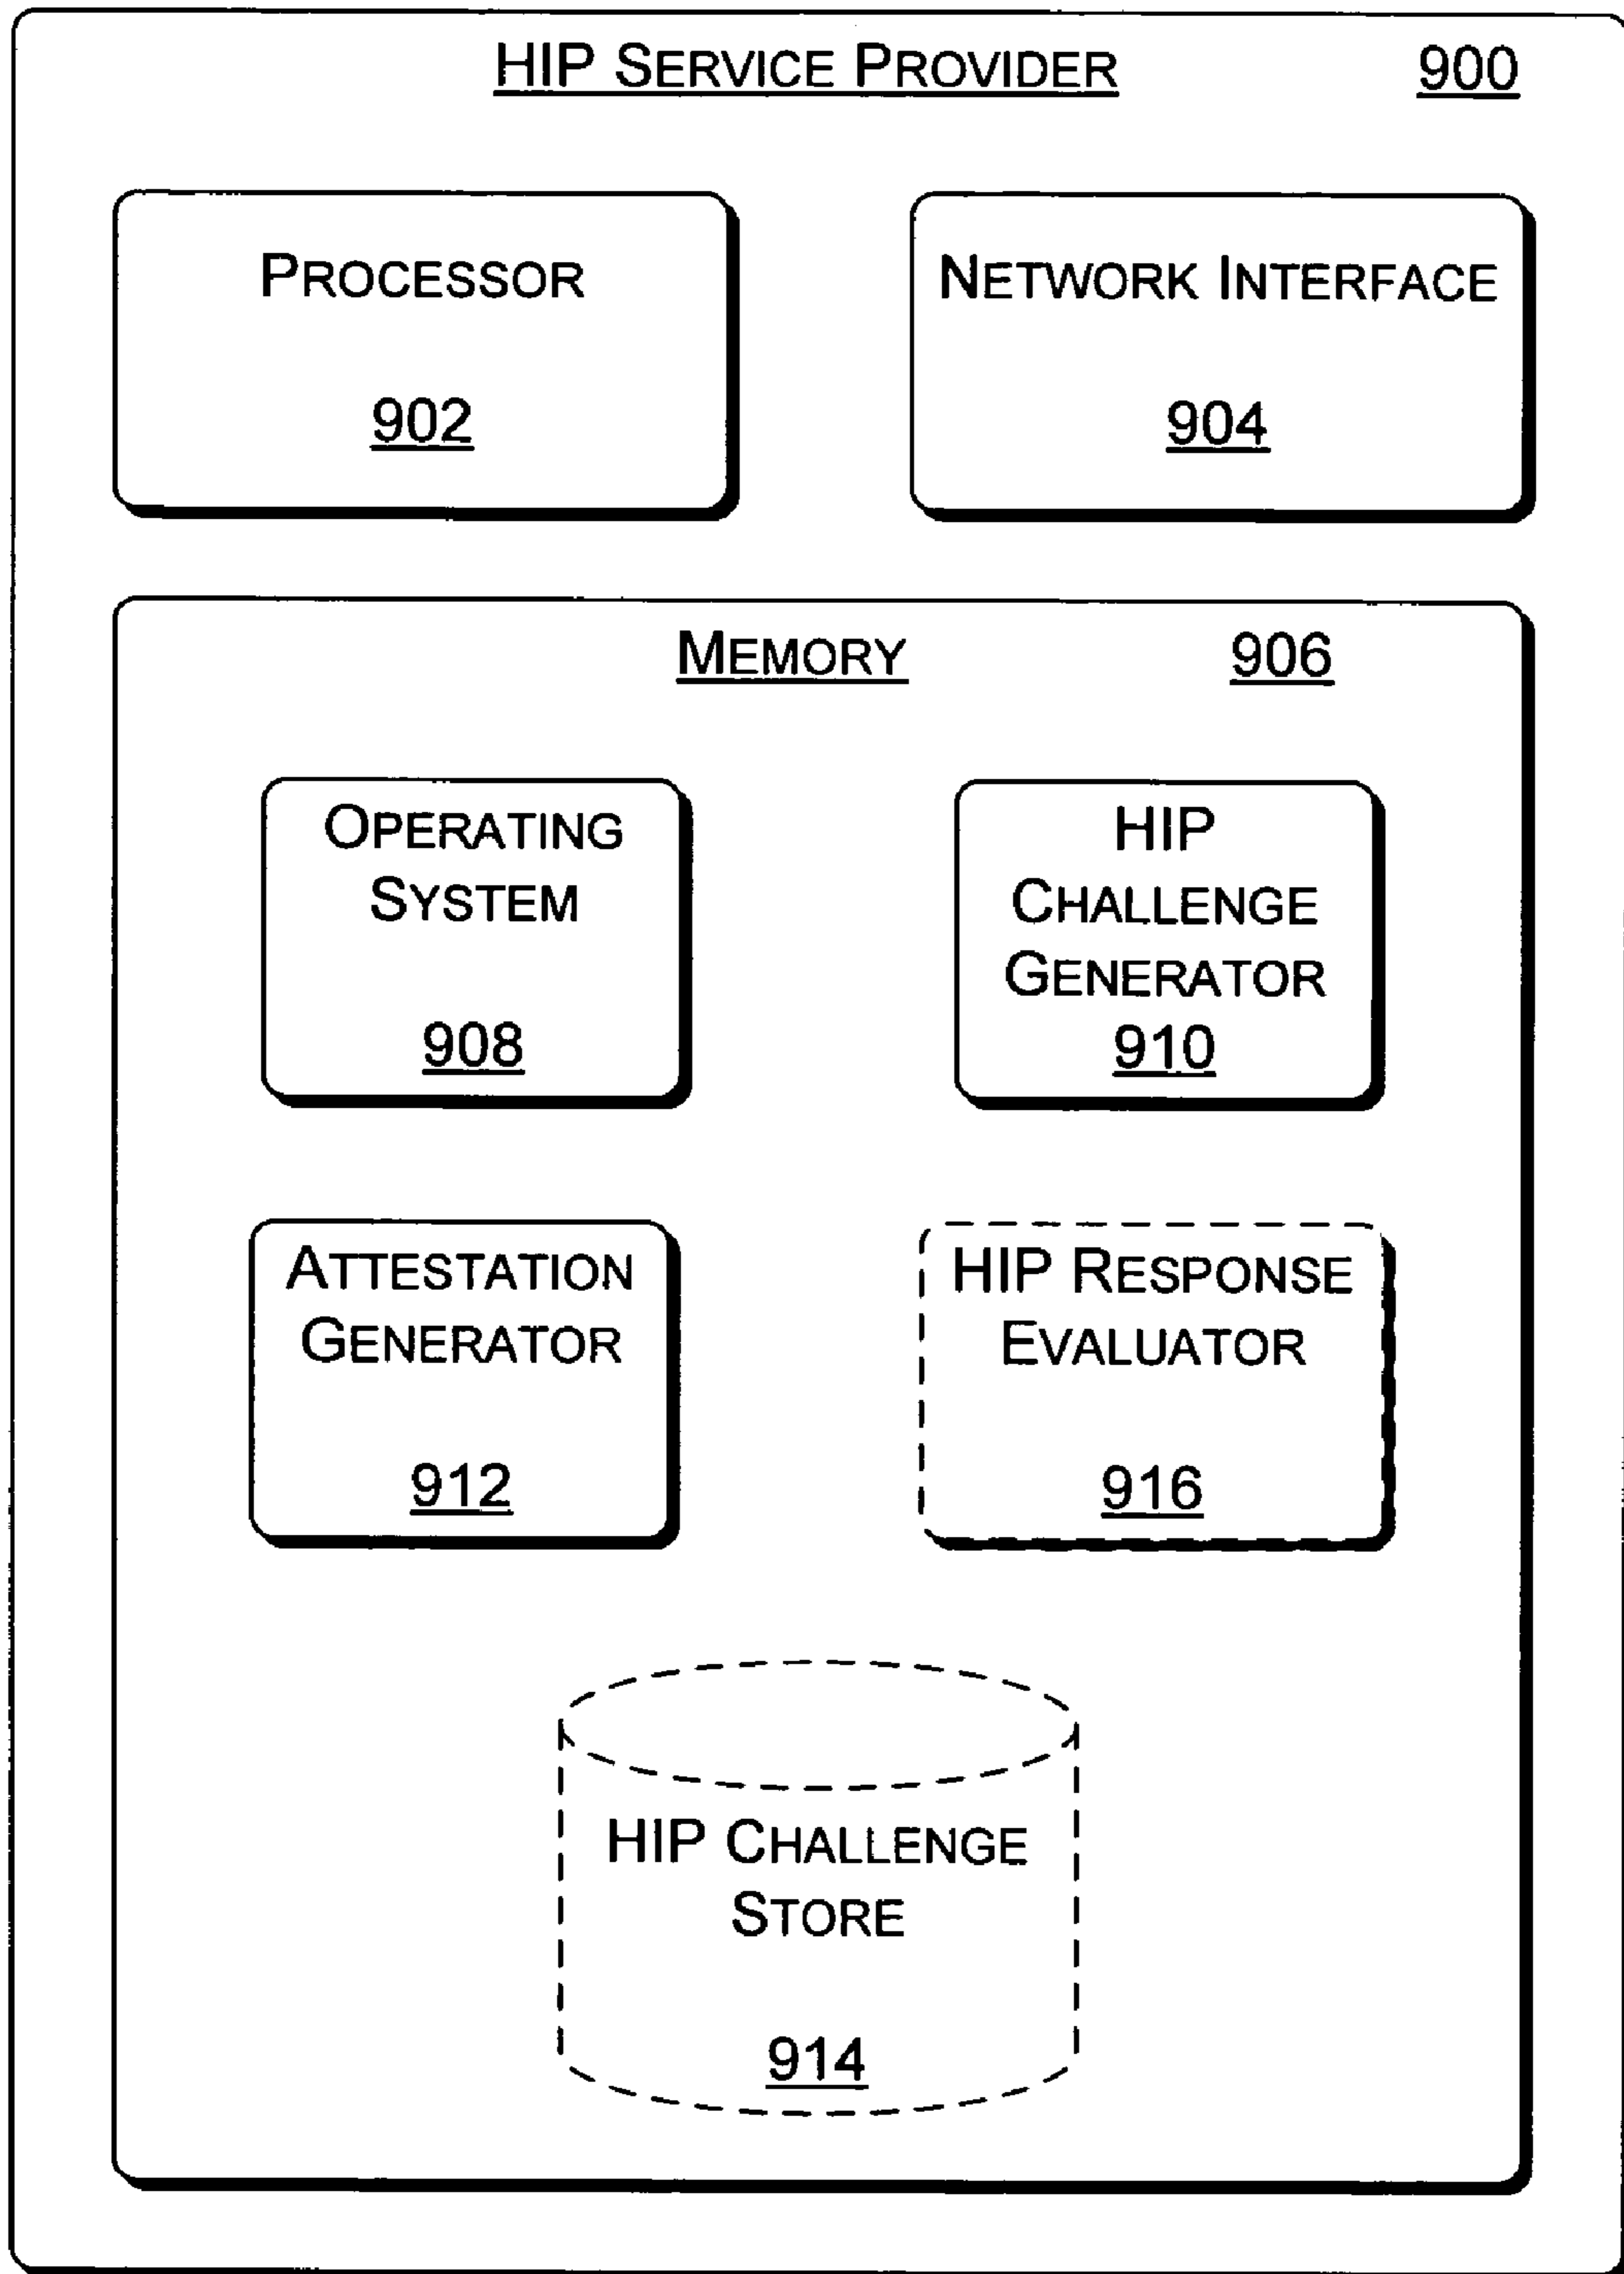 HIP SERVICE PROVIDER 900
PROCESSOR
902
NETWORK INTERFACE
904
MEMORY 906
OPERATING
SYSTEM
908
HIP
CHALLENGE
GENERATOR
910
ATTESTATION
GENERATOR
912
HIP RESPONSE
EVALUATOR
916
HIP CHALLENGE
STORE
914